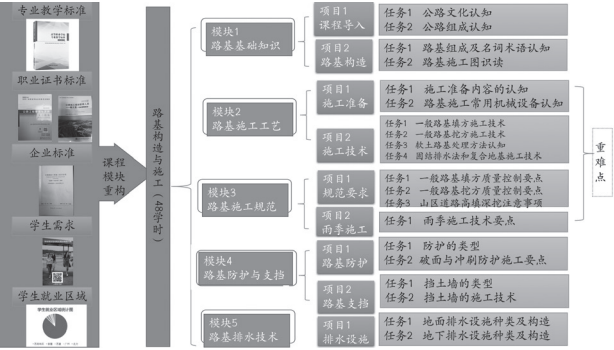 专业教学标准
职业证书标准
企业标准
学生需求
学生就业区域
课程
模块
重构
路基构造与施工(48学时)
模块1
路基基础知识
项目1
课程导入
任务1 公路文化认知
任务2 公路组成认知
项目2
路基构造
任务1 路基组成及名词术语认知
任务2 路基施工图识读
模块2
路基施工工艺
项目1
施工准备
任务1 施工准备内容的认知
任务2 路基施工常用机械设备认知
项目2
施工技术
任务1 一般路基填方施工技术
任务2 一般路基挖方施工技术
任务3 软土路基处理方法认知
任务4 固结排水法和复合地基施工技术
模块3
路基施工规范
项目1
规范要求
任务1 一般路基填方质量控制要点
任务2 一般路基挖方质量控制要点
任务3 山区道路高填深挖注意事项
项目2
雨季施工
任务1 雨季施工技术要点
模块4
路基防护与支挡
项目1
路基防护
任务1 防护的类型
任务2 破面与冲刷防护施工要点
项目2
路基支挡
任务1 挡土墙的类型
任务2 挡土墙的施工技术
模块5
路基排水技术
项目1
排水设施
任务1 地面排水设施种类及构造
任务2 地下排水设施种类及构造
重难点